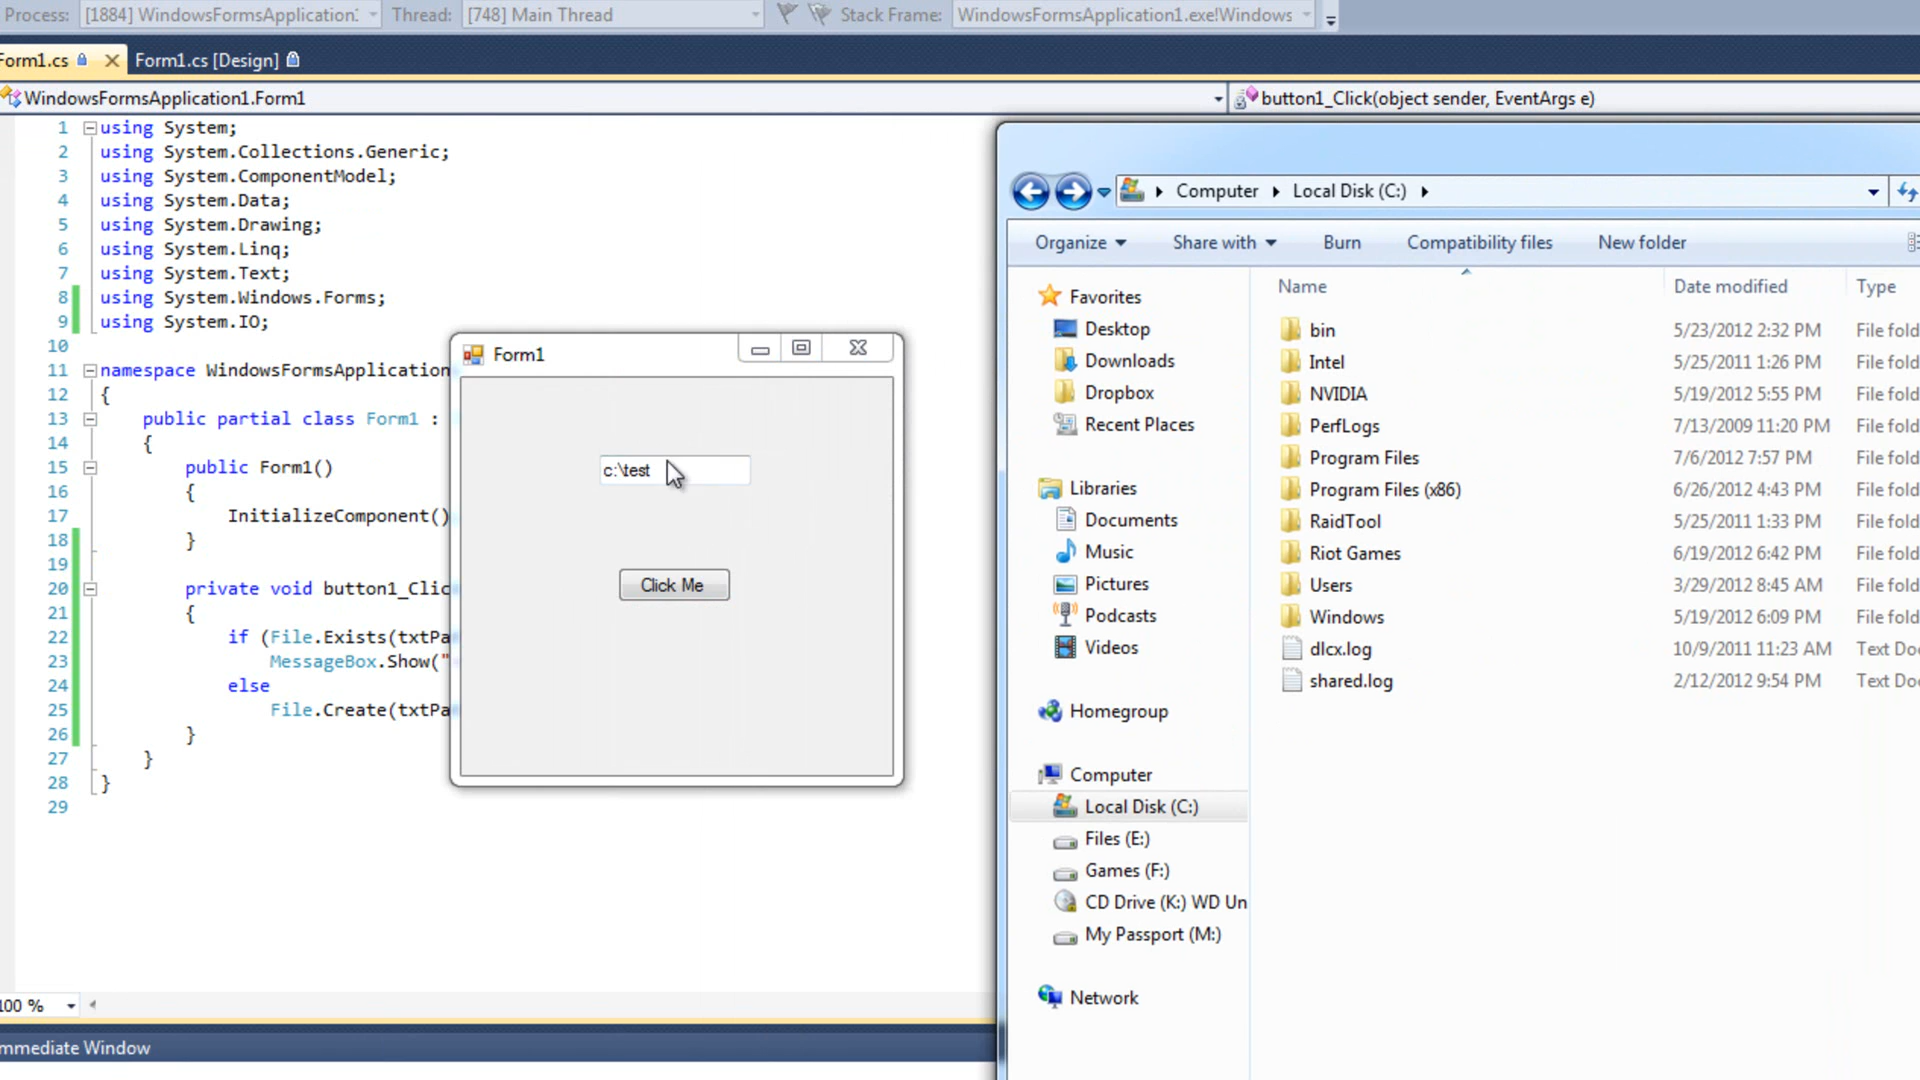 Process: [1884] WindowsFormsApplication: Thread: [748] Main Thread Stack Frame: WindowsFormsApplication1.exe!Windows
Form1.cs Form1.cs [Design]
WindowsFormsApplication1.Form1 button1_Click(object sender, EventArgs e)
1 using System;
2 using System.Collections.Generic;
3 using System.ComponentModel;
4 using System.Data;
5 using System.Drawing;
6 using System.Linq;
7 using System.Text;
8 using System.Windows.Forms;
9 using System.IO;
10
11 namespace WindowsFormsApplication
12 {
13 public partial class Form1 :
14 {
15 public Form1()
16 {
17 InitializeComponent()
18 }
19
20 private void button1_Clic
21 {
22 if (File.Exists(txtPa
23 MessageBox.Show("
24 else
25 File.Create(txtPa
26 }
27 }
28 }
29
100 %
mmediate Window
Form1
c:\test
Click Me
Computer Local Disk (C:)
Organize Share with Burn Compatibility files New folder
Name Date modified Type
Favorites
Desktop
Downloads
Dropbox
Recent Places
Libraries
Documents
Music
Pictures
Podcasts
Videos
Homegroup
Computer
Local Disk (C:)
Files (E:)
Games (F:)
CD Drive (K:) WD Un
My Passport (M:)
Network
bin 5/23/2012 2:32 PM File fold
Intel 5/25/2011 1:26 PM File fold
NVIDIA 5/19/2012 5:55 PM File fold
PerfLogs 7/13/2009 11:20 PM File fold
Program Files 7/6/2012 7:57 PM File fold
Program Files (x86) 6/26/2012 4:43 PM File fold
RaidTool 5/25/2011 1:33 PM File fold
Riot Games 6/19/2012 6:42 PM File fold
Users 3/29/2012 8:45 AM File fold
Windows 5/19/2012 6:09 PM File fold
dlcx.log 10/9/2011 11:23 AM Text Doc
shared.log 2/12/2012 9:54 PM Text Doc